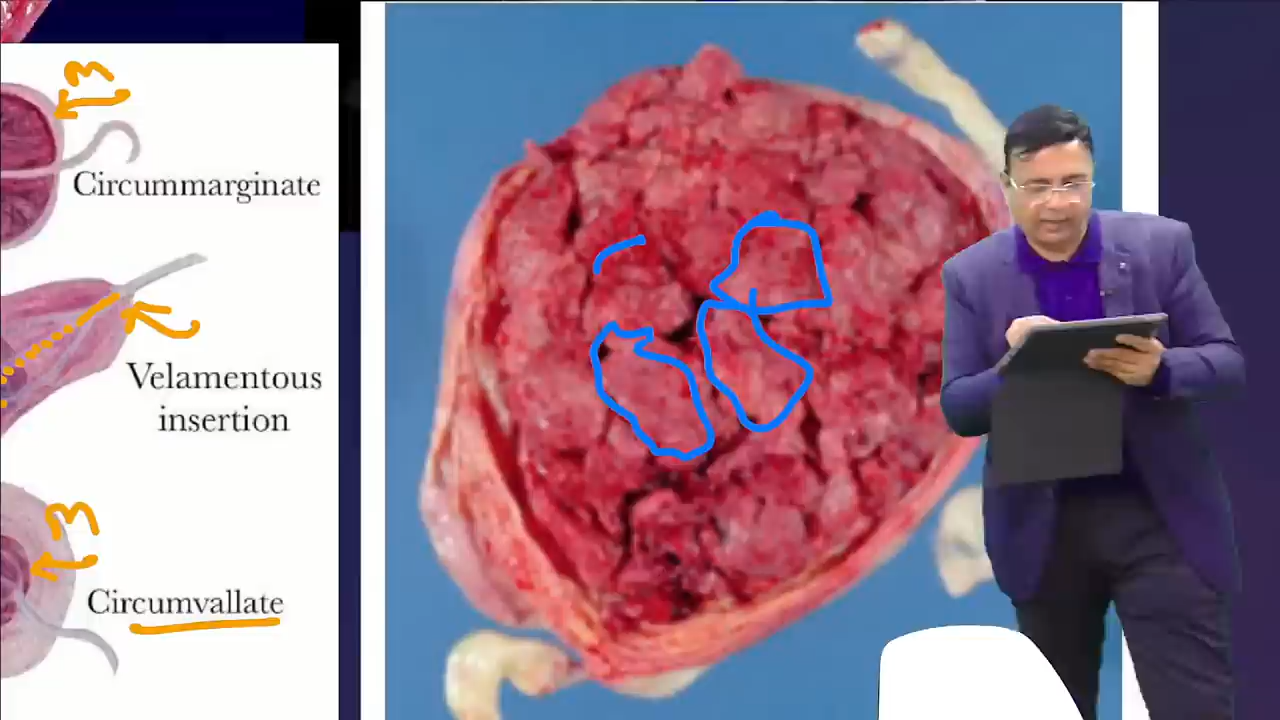 m
Circummarginate
Velamentous
insertion
m
Circumvallate